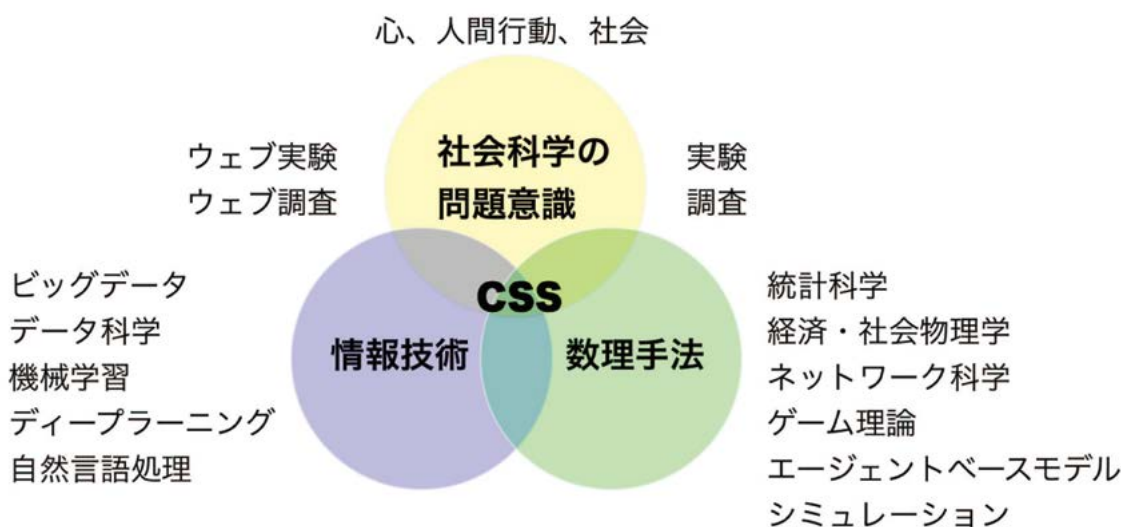 心、人間行動、社会
ウェブ実験
ウェブ調査
社会科学の
問題意識
実験
調査
ビッグデータ
データ科学
機械学習
ディープラーニング
自然言語処理
CSS
情報技術
数理手法
統計科学
経済・社会物理学
ネットワーク科学
ゲーム理論
エージェントベースモデル
シミュレーション